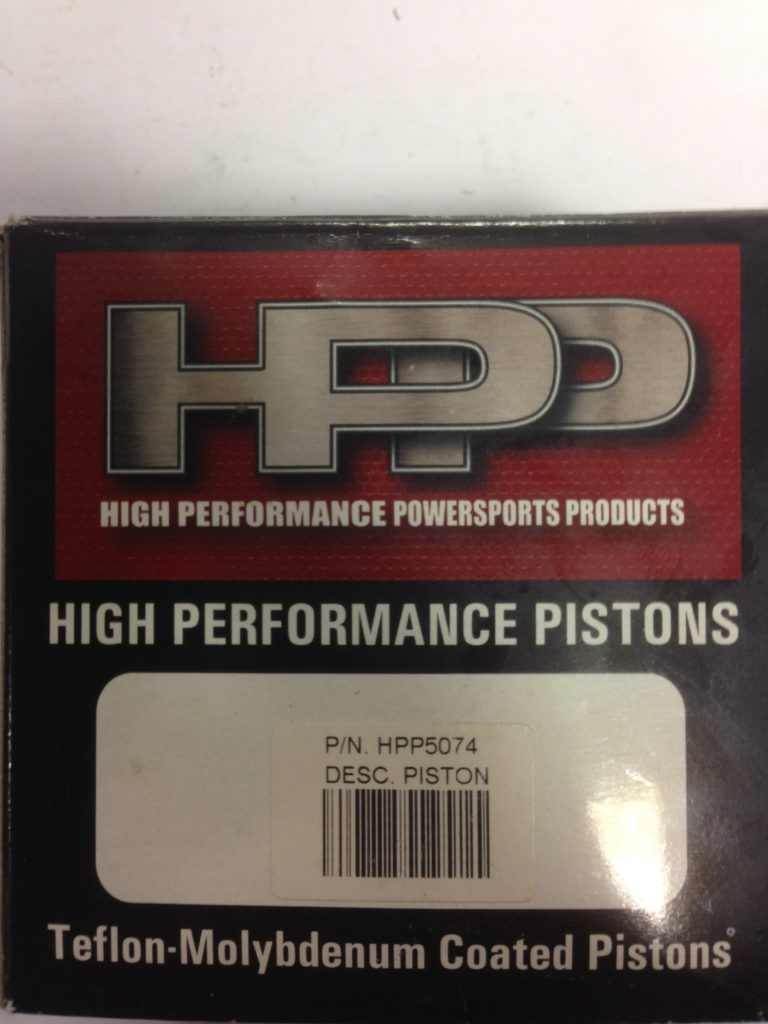 HPP
HIGH PERFORMANCE POWERSPORTS PRODUCTS
HIGH PERFORMANCE PISTONS
P/N. HPP5074
DESC. PISTON
Teflon-Molybdenum Coated Pistons